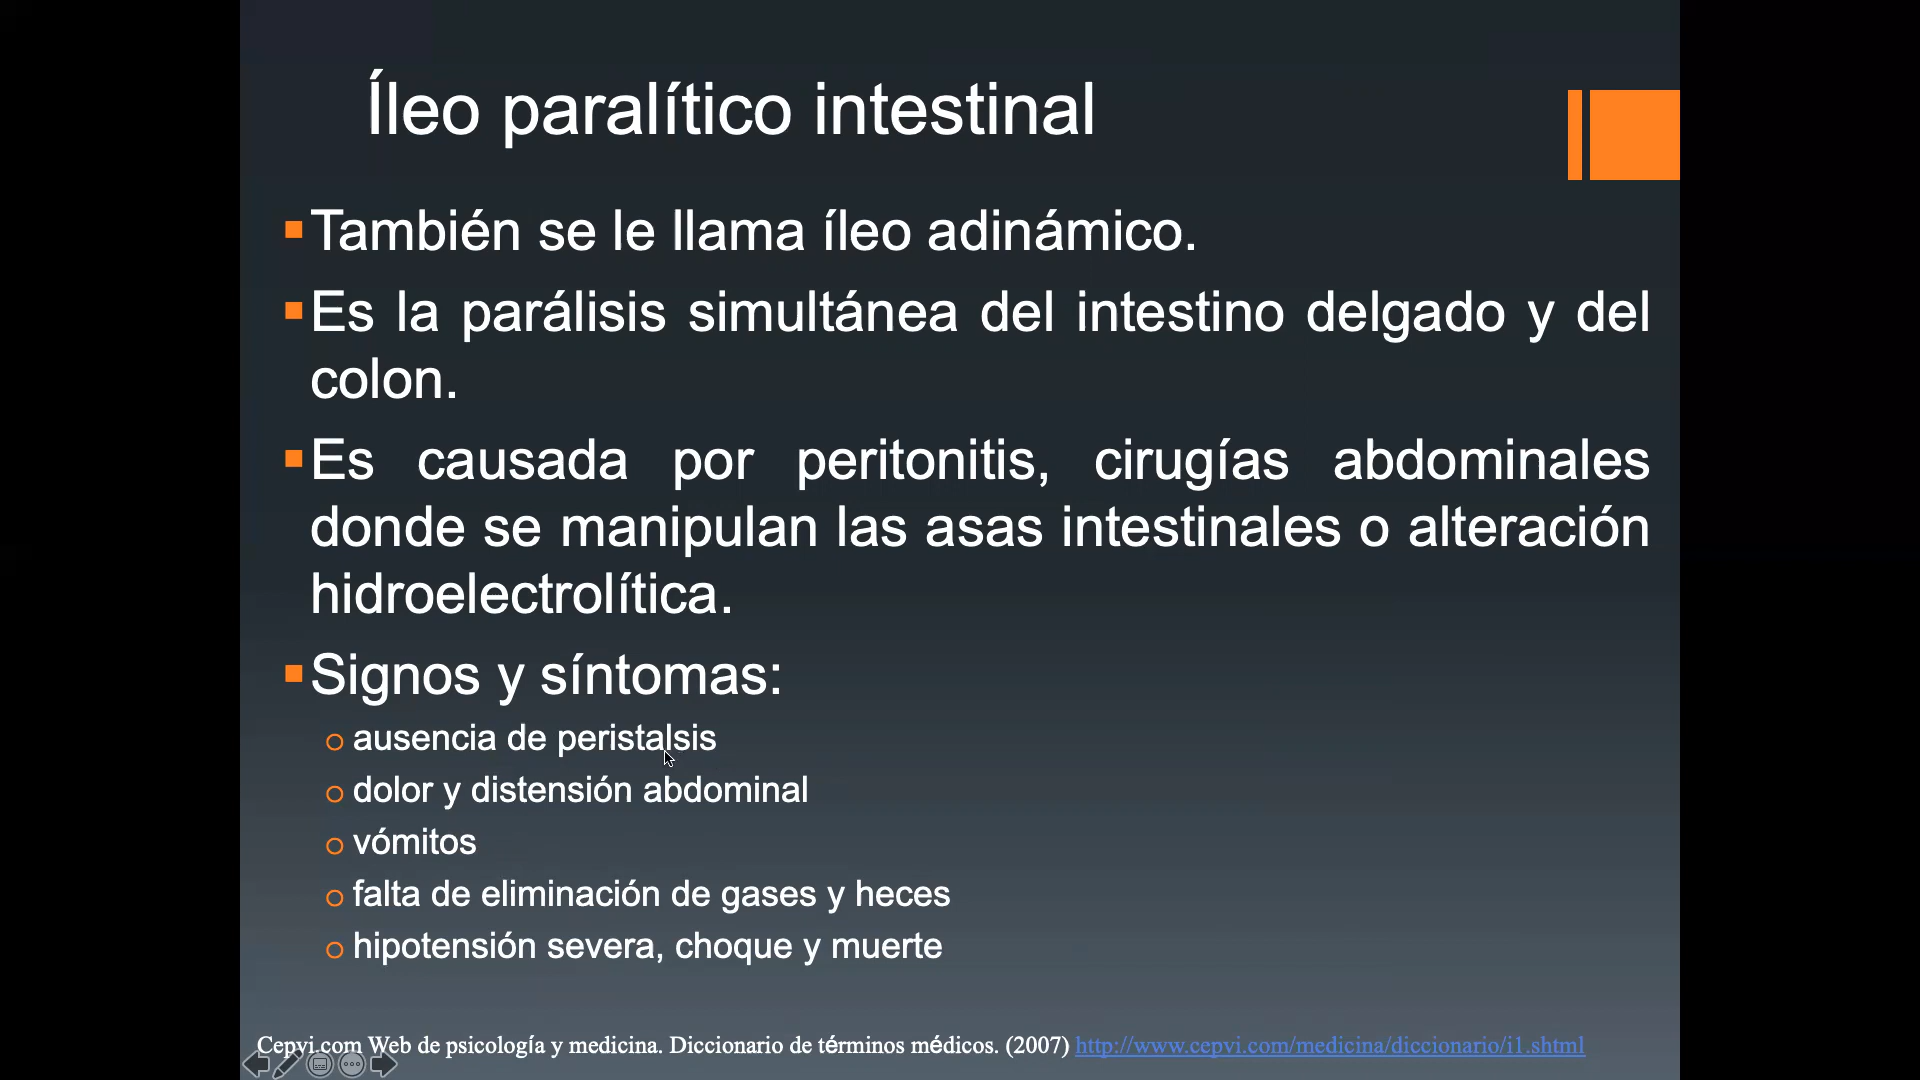 Íleo paralítico intestinal
También se le llama íleo adinámico.
Es la parálisis simultánea del intestino delgado y del
colon.
Es causada por peritonitis, cirugías abdominales
donde se manipulan las asas intestinales o alteración
hidroelectrolítica.
Signos y síntomas:
ausencia de peristalsis
dolor y distensión abdominal
vómitos
falta de eliminación de gases y heces
hipotensión severa, choque y muerte
Cepvi.com Web de psicología y medicina. Diccionario de términos médicos. (2007) http://www.cepvi.com/medicina/diccionario/i1.shtml